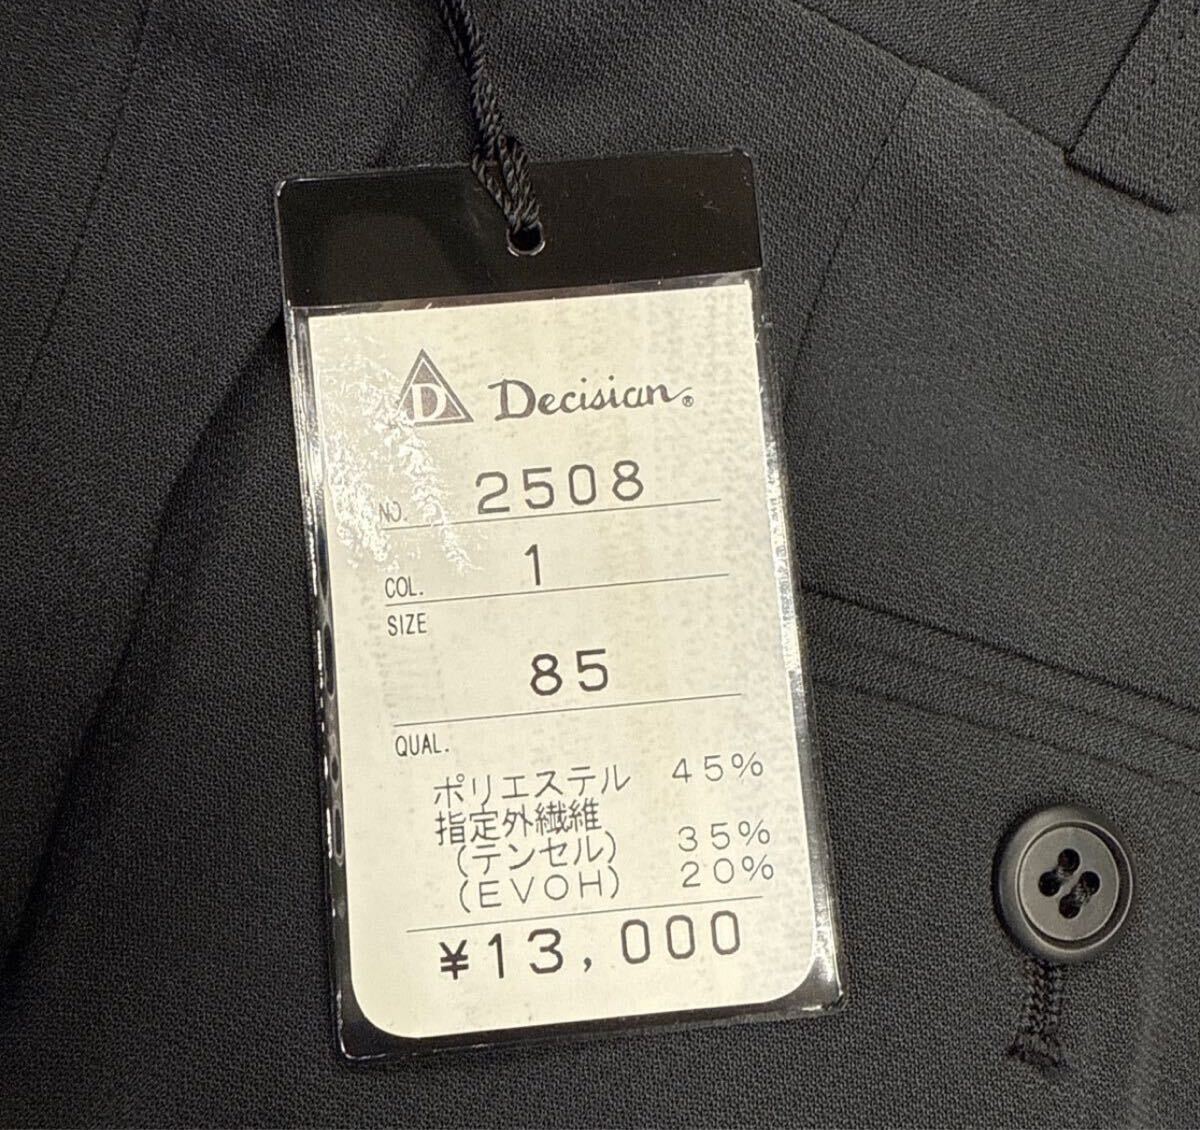 D Decisian®
NO. 2508
COL. 1
SIZE
85
QUAL.
ポリエステル 45%
指定外繊維
(テンセル) 35%
(EVOH) 20%
¥13,000